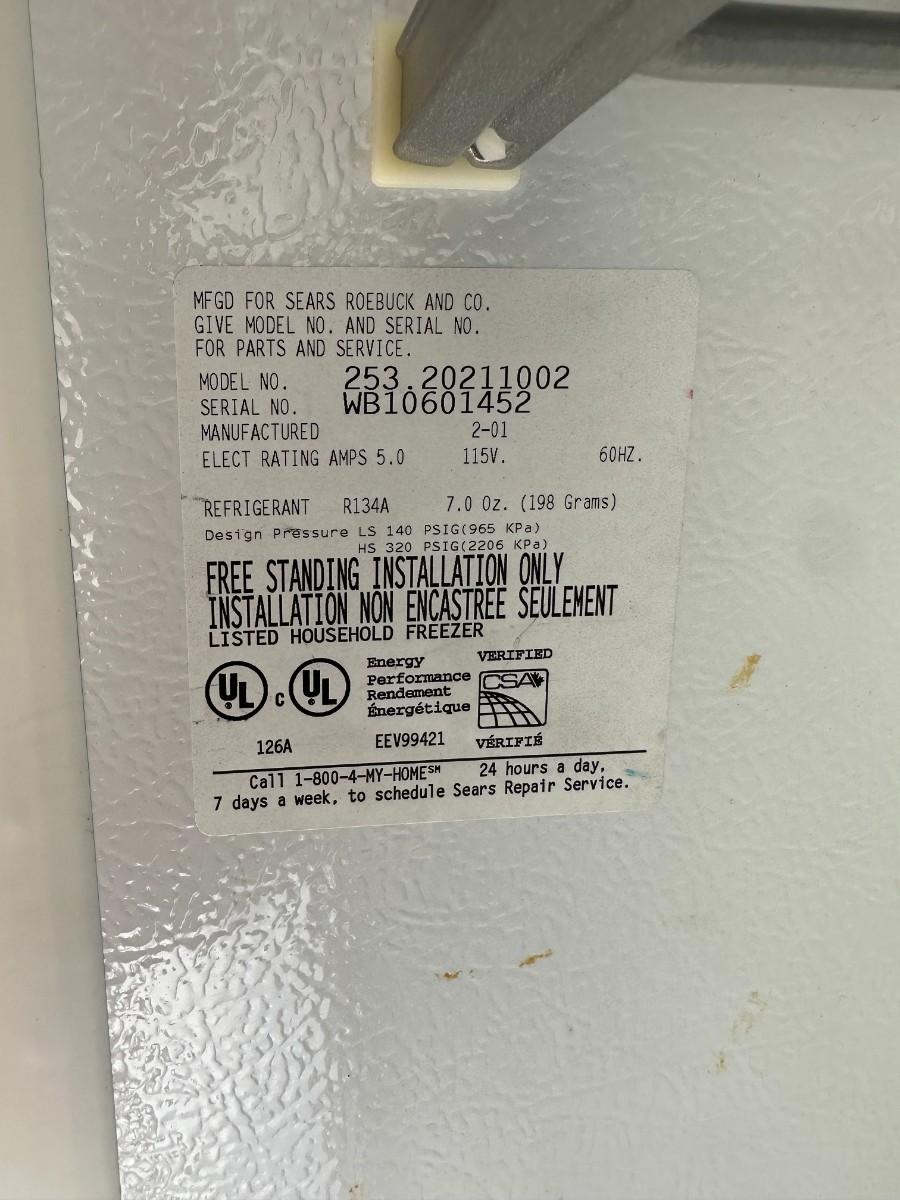 MFGD FOR SEARS ROEBUCK AND CO.
GIVE MODEL NO. AND SERIAL NO.
FOR PARTS AND SERVICE.
MODEL NO. 253.20211002
SERIAL NO. WB10601452
MANUFACTURED 2-01
ELECT RATING AMPS 5.0 115V. 60HZ.
REFRIGERANT R134A 7.0 Oz. (198 Grams)
Design Pressure LS 140 PSIG(965 KPa)
HS 320 PSIG(2206 KPa)
FREE STANDING INSTALLATION ONLY
INSTALLATION NON ENCASTREE SEULEMENT
LISTED HOUSEHOLD FREEZER
UL ® C UL ®
Energy
Performance
Rendement
Énergétique
VERIFIED
CSA
VÉRIFIÉ
126A EEV99421
Call 1-800-4-MY-HOME℠ 24 hours a day,
7 days a week, to schedule Sears Repair Service.